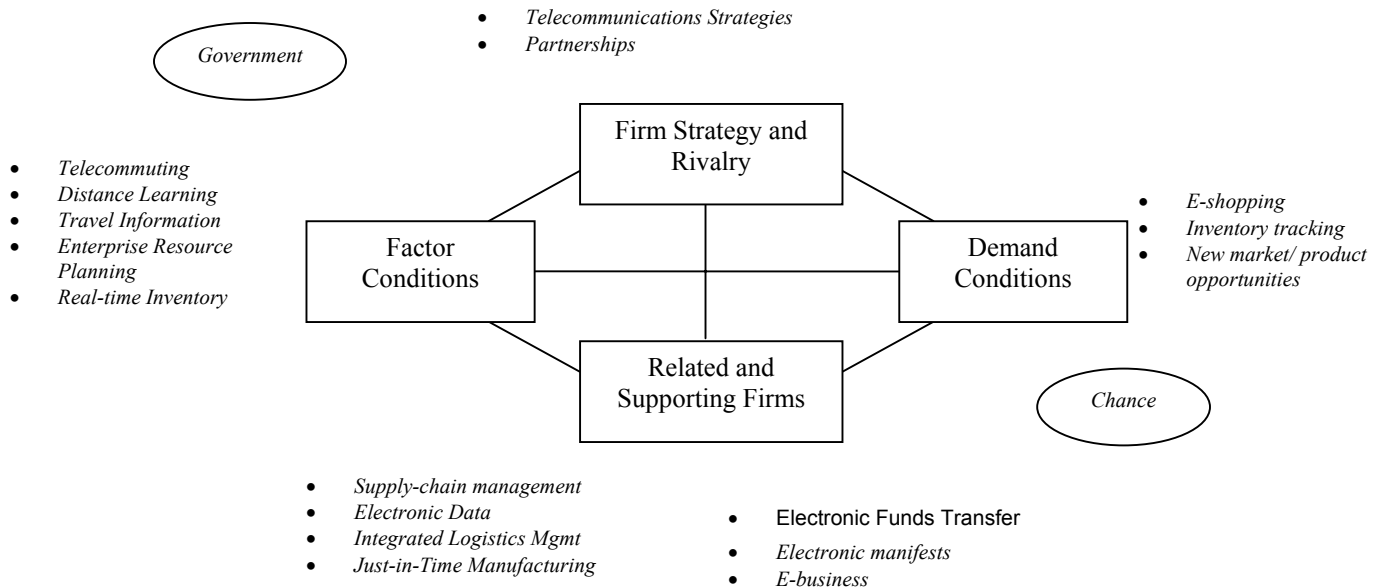 • Telecommunications Strategies
• Partnerships
Government
Firm Strategy and
Rivalry
• Telecommuting
• Distance Learning
• Travel Information
• Enterprise Resource
Planning
• Real-time Inventory
Factor
Conditions
Demand
Conditions
• E-shopping
• Inventory tracking
• New market/ product
opportunities
Related and
Supporting Firms
Chance
• Supply-chain management
• Electronic Data
• Integrated Logistics Mgmt
• Just-in-Time Manufacturing
• Electronic Funds Transfer
• Electronic manifests
• E-business